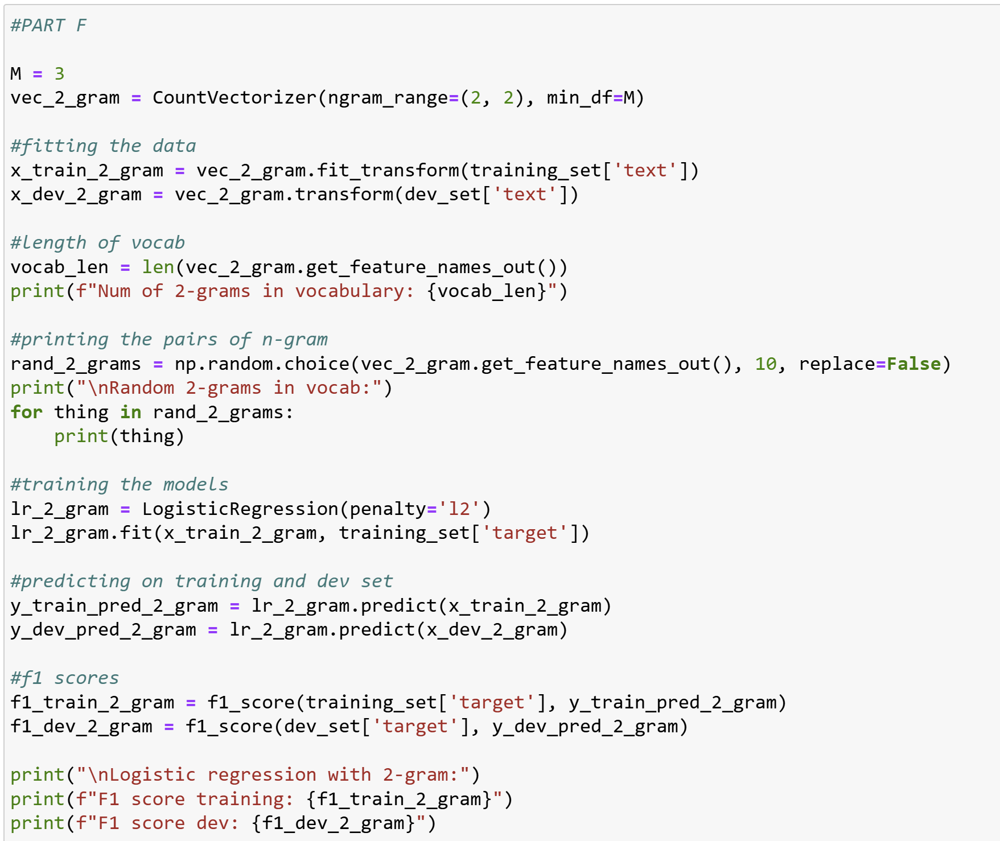 #PART F
M = 3
vec_2_gram = CountVectorizer(ngram_range=(2, 2), min_df=M)
#fitting the data
x_train_2_gram = vec_2_gram.fit_transform(training_set['text'])
x_dev_2_gram = vec_2_gram.transform(dev_set['text'])
#length of vocab
vocab_len = len(vec_2_gram.get_feature_names_out())
print(f"Num of 2-grams in vocabulary: {vocab_len}")
#printing the pairs of n-gram
rand_2_grams = np.random.choice(vec_2_gram.get_feature_names_out(), 10, replace=False)
print("\nRandom 2-grams in vocab:")
for thing in rand_2_grams:
    print(thing)
#training the models
lr_2_gram = LogisticRegression(penalty='l2')
lr_2_gram.fit(x_train_2_gram, training_set['target'])
#predicting on training and dev set
y_train_pred_2_gram = lr_2_gram.predict(x_train_2_gram)
y_dev_pred_2_gram = lr_2_gram.predict(x_dev_2_gram)
#f1 scores
f1_train_2_gram = f1_score(training_set['target'], y_train_pred_2_gram)
f1_dev_2_gram = f1_score(dev_set['target'], y_dev_pred_2_gram)
print("\nLogistic regression with 2-gram:")
print(f"F1 score training: {f1_train_2_gram}")
print(f"F1 score dev: {f1_dev_2_gram}")